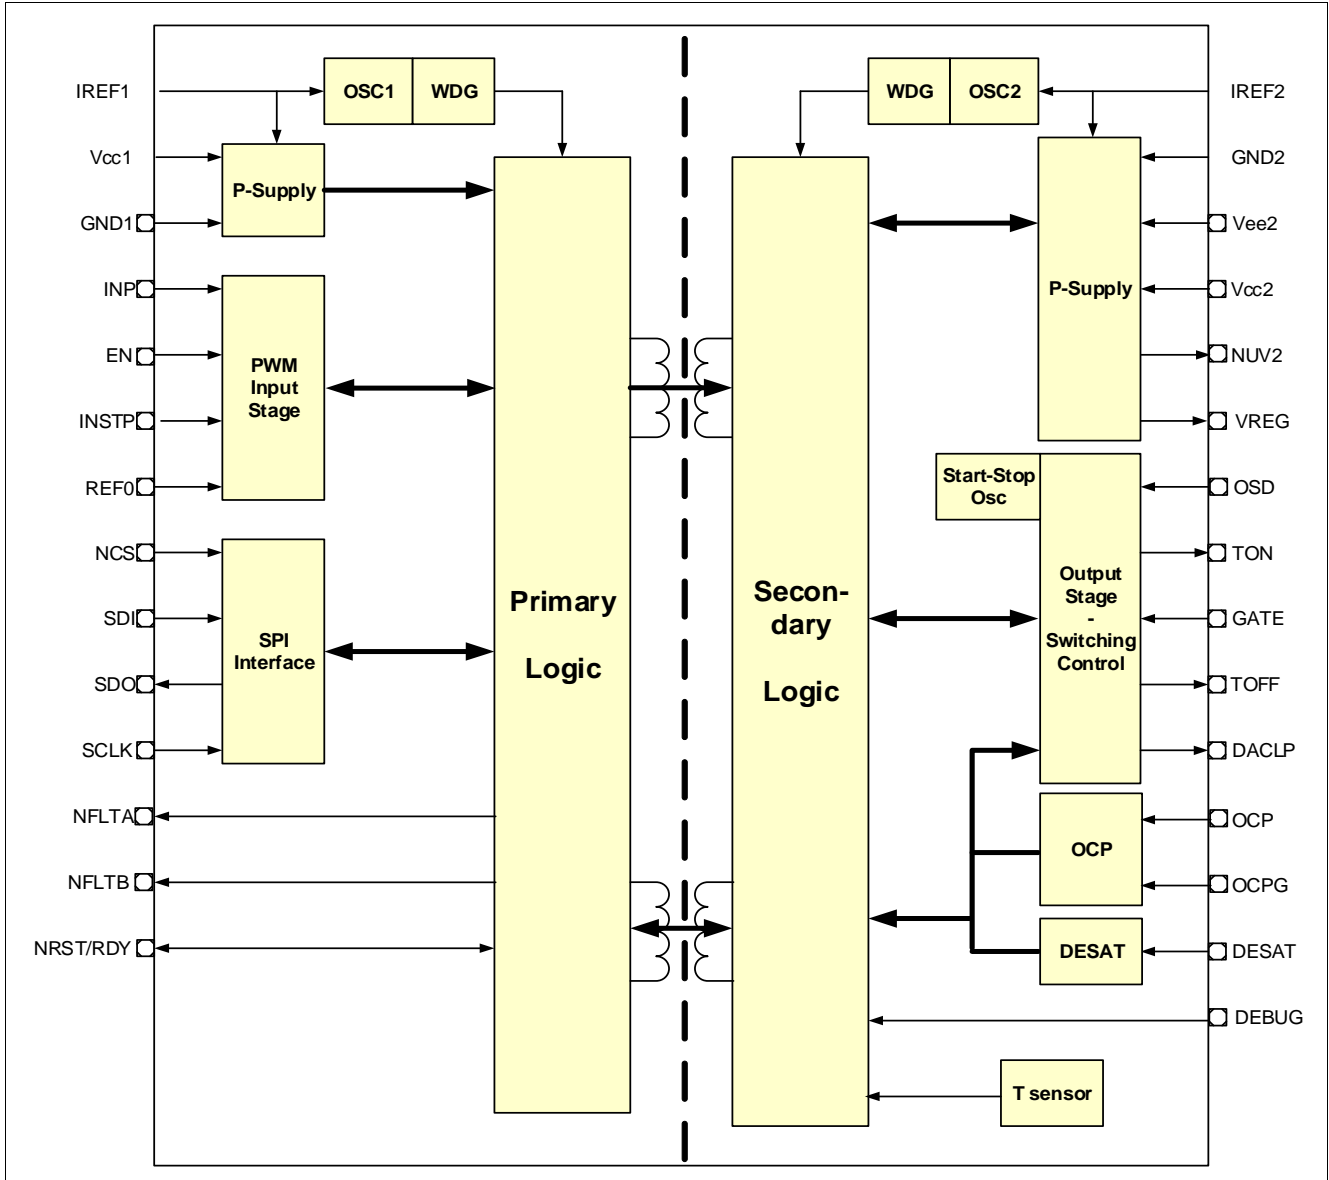 IREF1
OSC1
WDG
WDG
OSC2
IREF2
Vcc1
P-Supply
GND1
GND2
Vee2
P-Supply
Vcc2
NUV2
VREG
INP
EN
PWM
Input
Stage
INSTP
REF0
Start-Stop
Osc
OSD
NCS
TON
SDI
SPI
Interface
SDO
SCLK
Primary
Logic
Secon-
dary
Logic
Output
Stage
-
Switching
Control
GATE
TOFF
DACLP
NFLTA
OCP
OCP
NFLTB
OCPG
NRST/RDY
DESAT
DESAT
DEBUG
T sensor